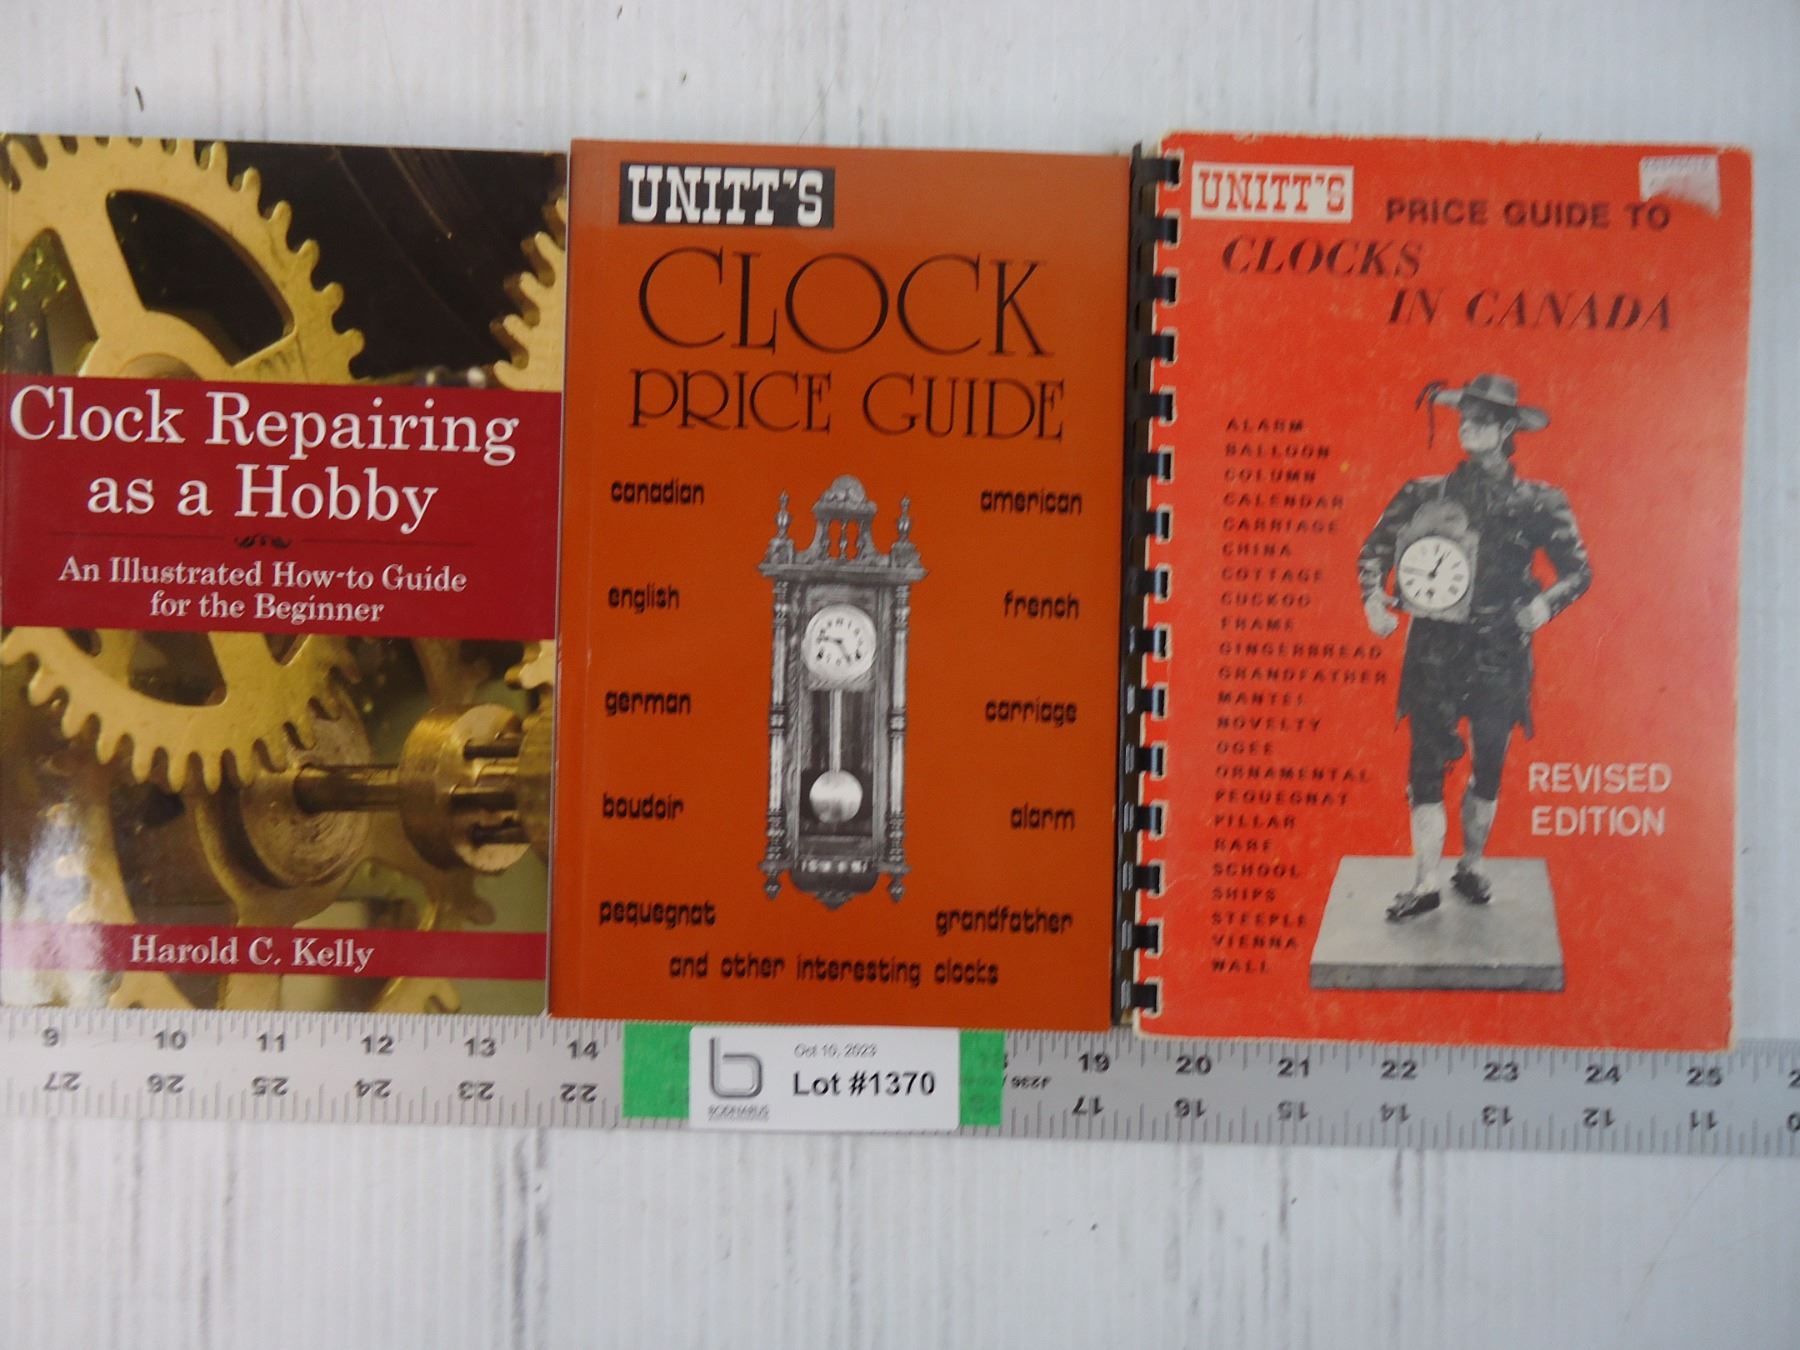 Clock Repairing
as a Hobby
An Illustrated How-to Guide
for the Beginner
Harold C. Kelly
UNITT'S
CLOCK
PRICE GUIDE
canadian
american
english
french
german
carriage
boudoir
alarm
pequegnat
grandfather
and other interesting clocks
UNITT'S
PRICE GUIDE TO
CLOCKS
IN CANADA
ALARM
BALLOON
COLUMN
CALENDAR
CARRIAGE
CHINA
COTTAGE
CUCKOO
FRAME
GINGERBREAD
GRANDFATHER
MANTEL
NOVELTY
OGEE
ORNAMENTAL
PEQUEGNAT
PILLAR
RARE
SCHOOL
SHIPS
STEEPLE
VIENNA
WALL
REVISED
EDITION
9 10 11 12 13 14
27 26 25 24 23 22
Oct 10, 2023
Lot #1370
19 20 21 22 23 24 25
17 16 15 14 13 12 11